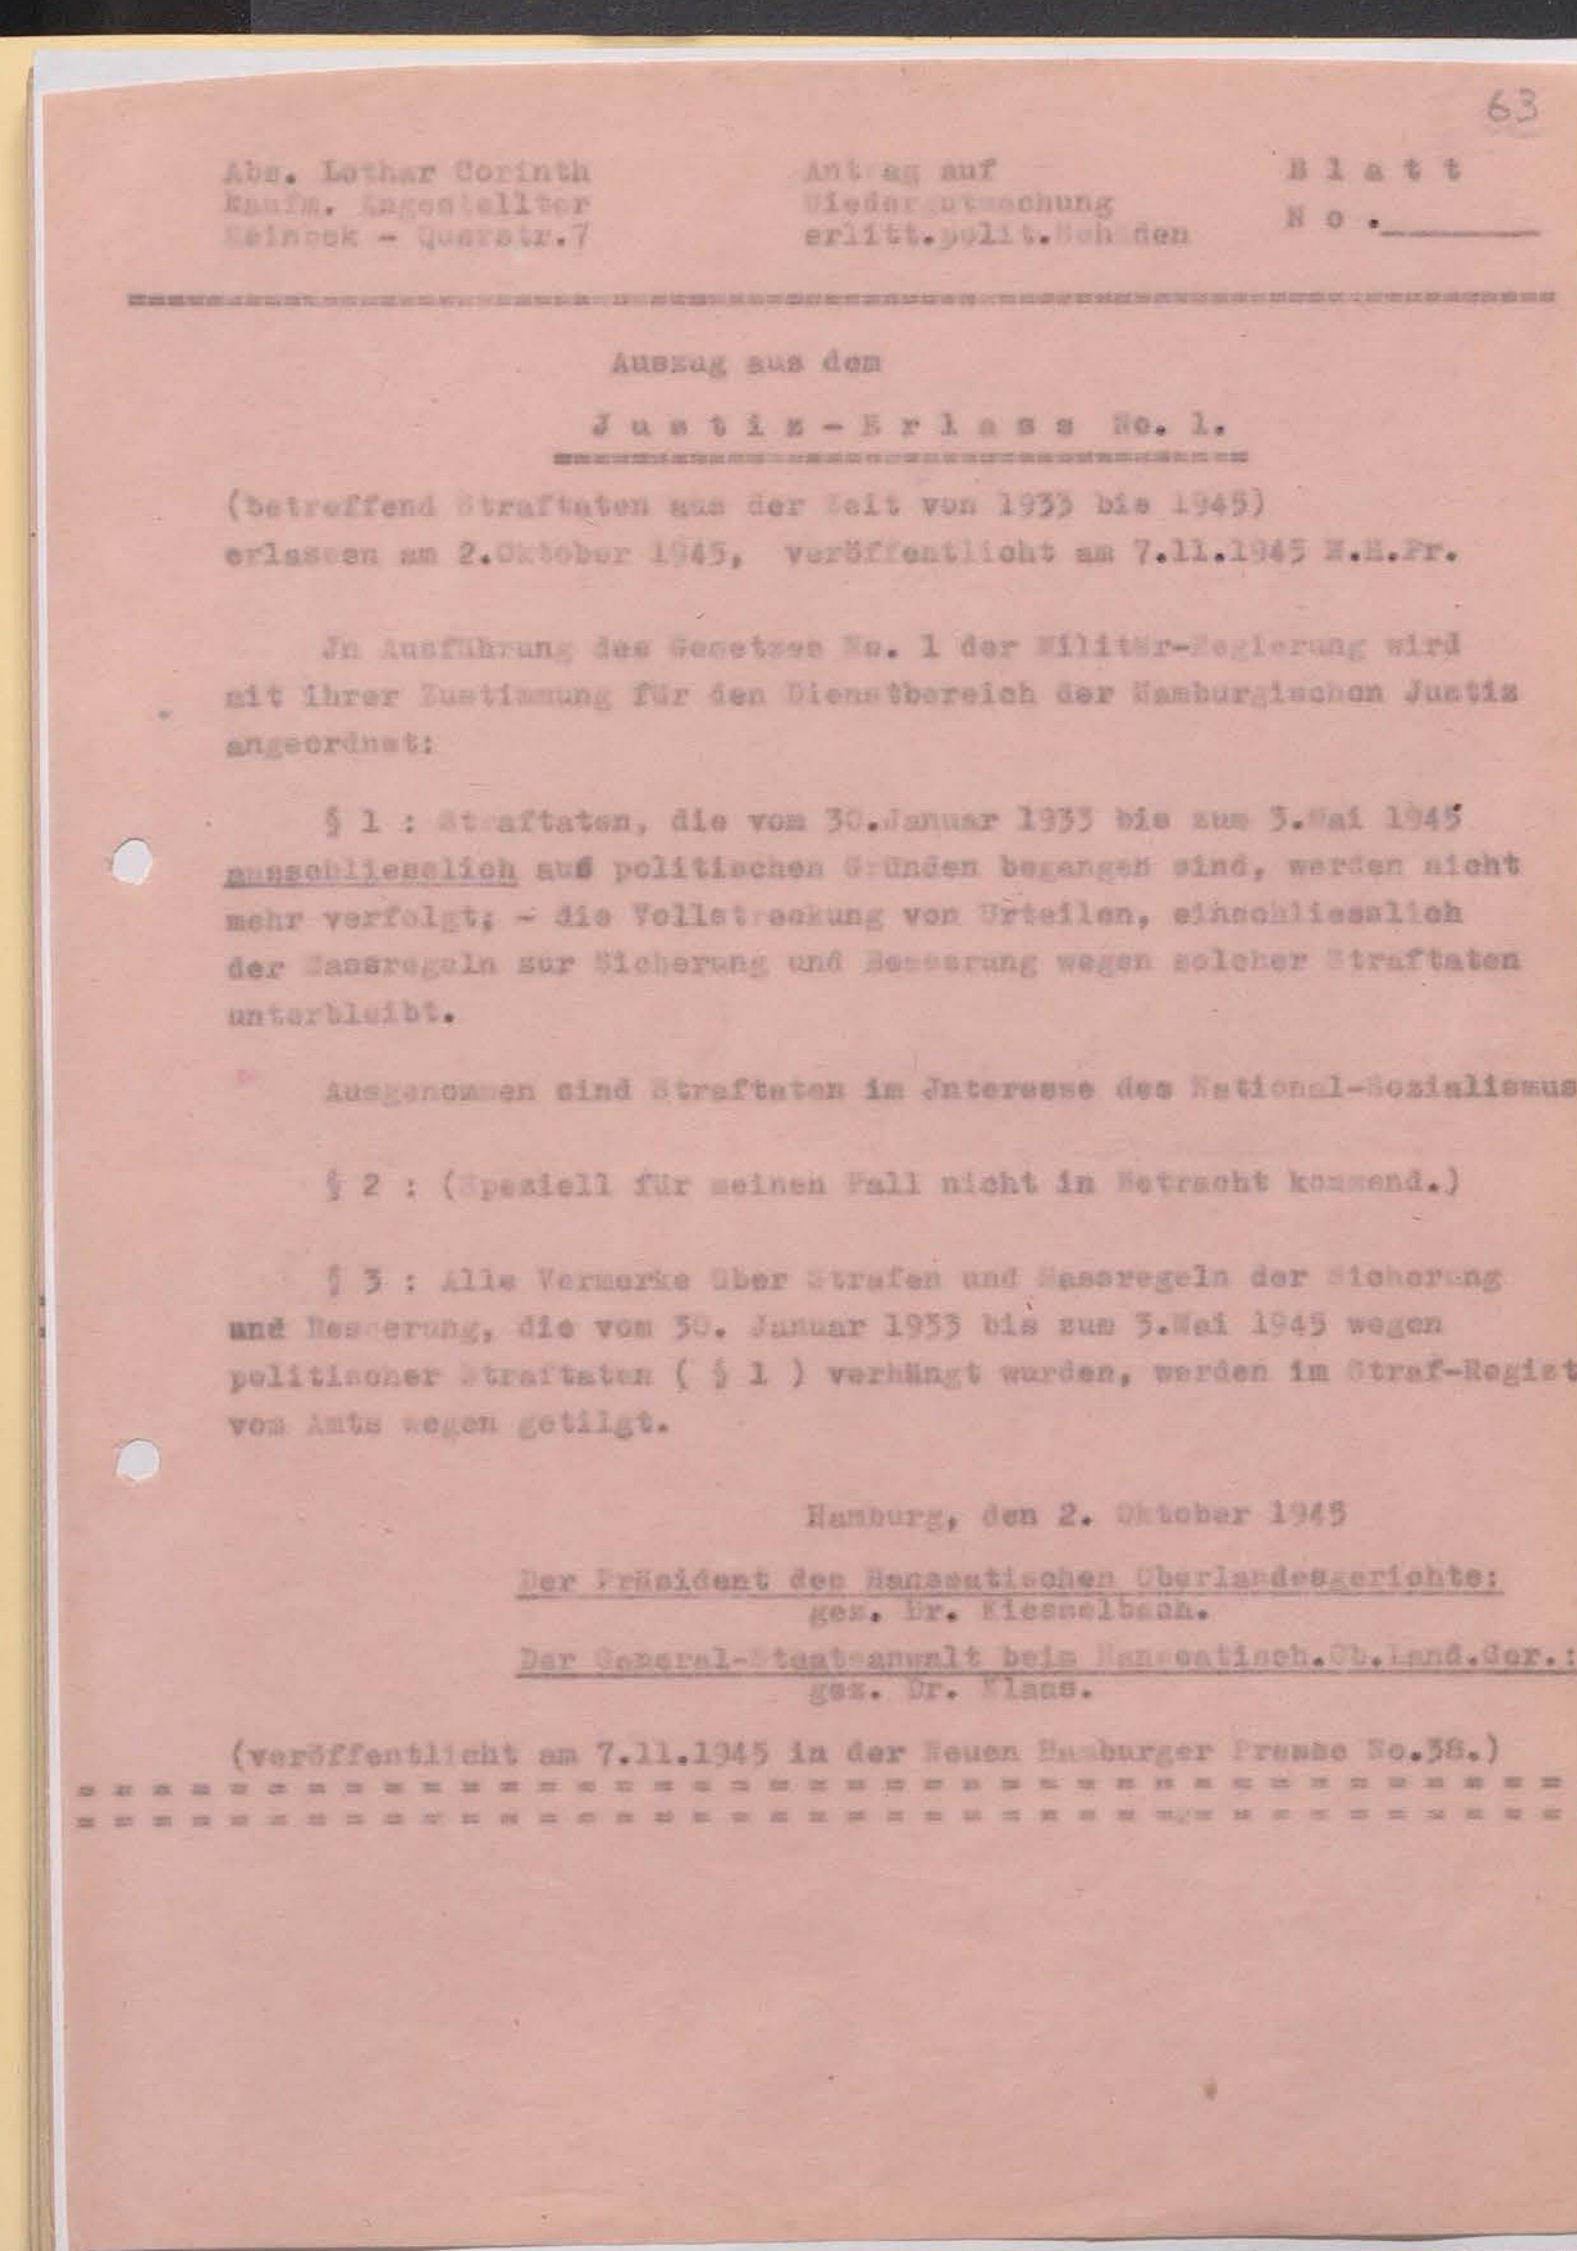 63
Abs. Lothar Corinth
Kaufm. Angestellter
Reinbek - Querstr.7
Antrag auf
Wiedergutmachung
erlitt.polit.Schäden
B l a t t
N o .
Auszug aus dem
J u s t i z - E r l a s s No. 1.
(betreffend Straftaten aus der Zeit von 1933 bis 1945)
erlassen am 2.Oktober 1945, veröffentlicht am 7.11.1945 N.H.Pr.
Jn Ausführung des Gesetzes No. 1 der Militär-Regierung wird
mit ihrer Zustimmung für den Dienstbereich der Hamburgischen Justiz
angeordnet:
§ 1 : Straftaten, die vom 30.Januar 1933 bis zum 3.Mai 1945
ausschliesslich aus politischen Gründen begangen sind, werden nicht
mehr verfolgt; - die Vollstreckung von Urteilen, einschliesslich
der Massregeln zur Sicherung und Besserung wegen solcher Straftaten
unterbleibt.
Ausgenommen sind Straftaten im Jnteresse des National-Sozialismus
§ 2 : (Speziell für meinen Fall nicht in Betracht kommend.)
§ 3 : Alle Vermerke über Strafen und Massregeln der Sicherung
und Besserung, die vom 30. Januar 1933 bis zum 3.Mai 1945 wegen
politischer Straftaten ( § 1 ) verhängt wurden, werden im Straf-Regist
von Amts wegen getilgt.
Hamburg, den 2. Oktober 1945
Der Präsident des Hanseatischen Oberlandesgerichts:
gez. Dr. Kiesselbach.
Der General-Staatsanwalt beim Hanseatisch.Ob.Land.Ger.:
gez. Dr. Klaas.
(veröffentlicht am 7.11.1945 in der Neuen Hamburger Presse No.38.)